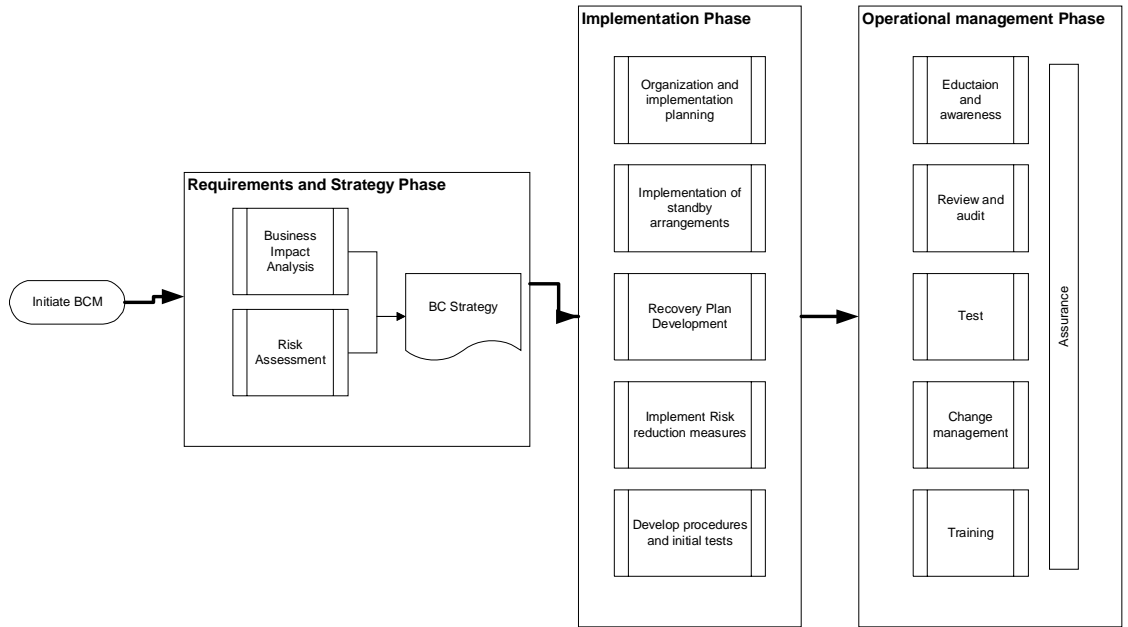 Initiate BCM
Requirements and Strategy Phase
Business
Impact
Analysis
Risk
Assessment
BC Strategy
Implementation Phase
Organization and
implementation
planning
Implementation of
standby
arrangements
Recovery Plan
Development
Implement Risk
reduction measures
Develop procedures
and initial tests
Operational management Phase
Eductaion
and
awareness
Review and
audit
Test
Change
management
Training
Assurance